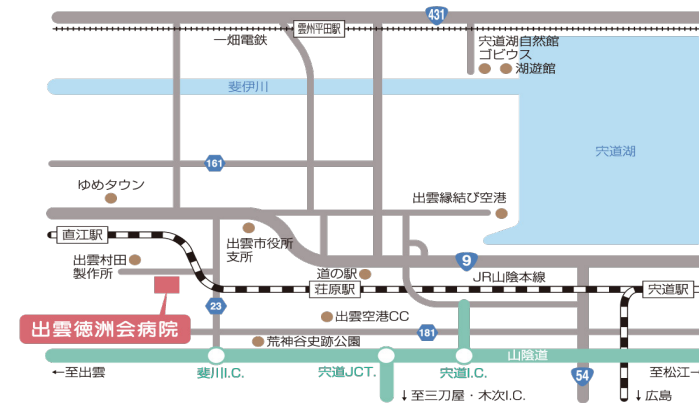 431
雲州平田駅
一畑電鉄
宍道湖自然館
ゴビウス
湖遊館
斐伊川
宍道湖
161
ゆめタウン
出雲縁結び空港
直江駅
出雲市役所
支所
出雲村田
製作所
9
道の駅
JR山陰本線
荘原駅
宍道駅
23
出雲徳洲会病院
出雲空港CC
181
荒神谷史跡公園
山陰道
←至出雲
斐川I.C.
宍道JCT.
宍道I.C.
54
至松江→
↓至三刀屋・木次I.C.
↓広島